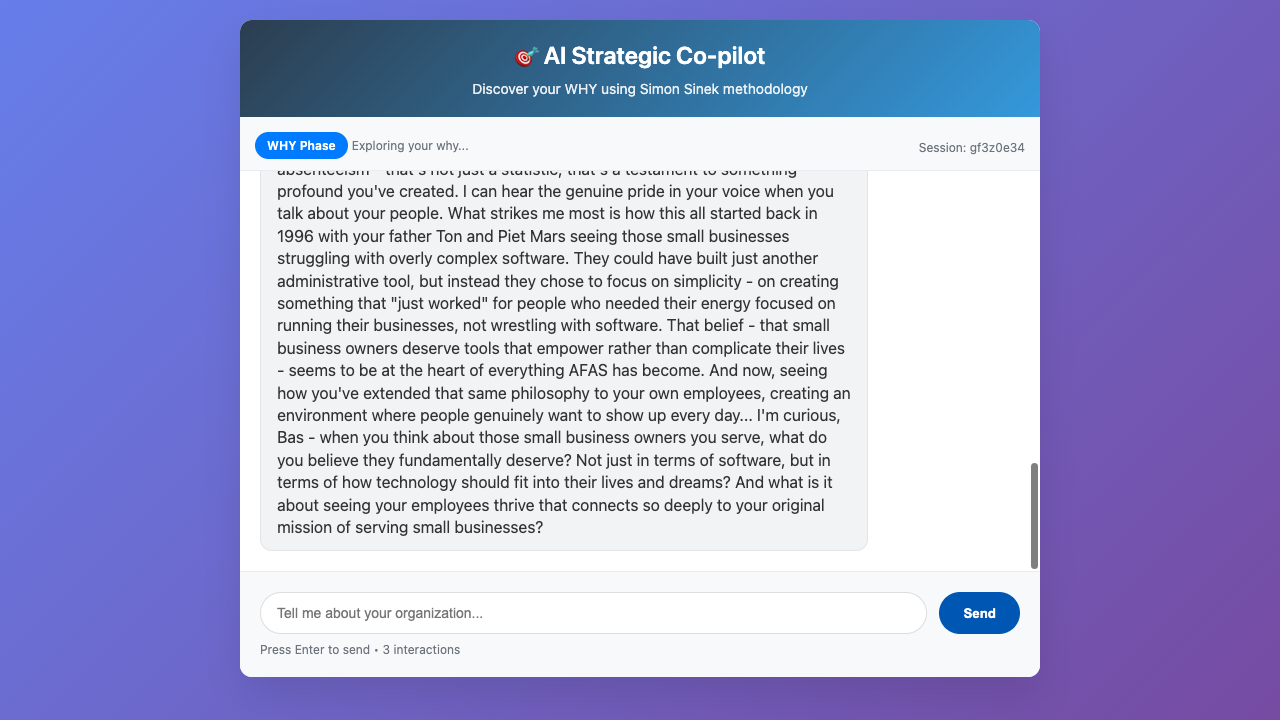 🎯 AI Strategic Co-pilot
Discover your WHY using Simon Sinek methodology
WHY Phase Exploring your why...
Session: gf3z0e34
absenteeism - that's not just a statistic, that's a testament to something
profound you've created. I can hear the genuine pride in your voice when you
talk about your people. What strikes me most is how this all started back in
1996 with your father Ton and Piet Mars seeing those small businesses
struggling with overly complex software. They could have built just another
administrative tool, but instead they chose to focus on simplicity - on creating
something that "just worked" for people who needed their energy focused on
running their businesses, not wrestling with software. That belief - that small
business owners deserve tools that empower rather than complicate their lives
- seems to be at the heart of everything AFAS has become. And now, seeing
how you've extended that same philosophy to your own employees, creating an
environment where people genuinely want to show up every day... I'm curious,
Bas - when you think about those small business owners you serve, what do
you believe they fundamentally deserve? Not just in terms of software, but in
terms of how technology should fit into their lives and dreams? And what is it
about seeing your employees thrive that connects so deeply to your original
mission of serving small businesses?
Tell me about your organization...
Send
Press Enter to send • 3 interactions